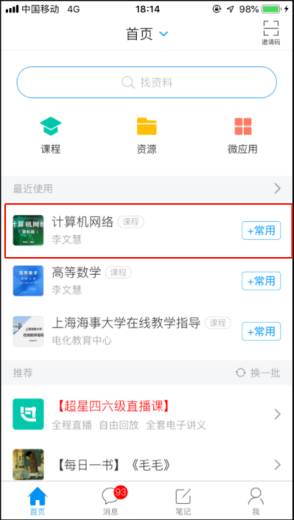 中国移动 4G 18:14 98%
首页
邀请码
找资料
课程 资源 微应用
最近使用
计算机网络 课程
李文慧
+常用
高等数学 课程
李文慧
+常用
上海海事大学在线教学指导 课程
电化教育中心
+常用
推荐 换一批
【超星四六级直播课】
全程直播 自由回放 全套电子讲义
【每日一书】《毛毛》
93
首页 消息 笔记 我